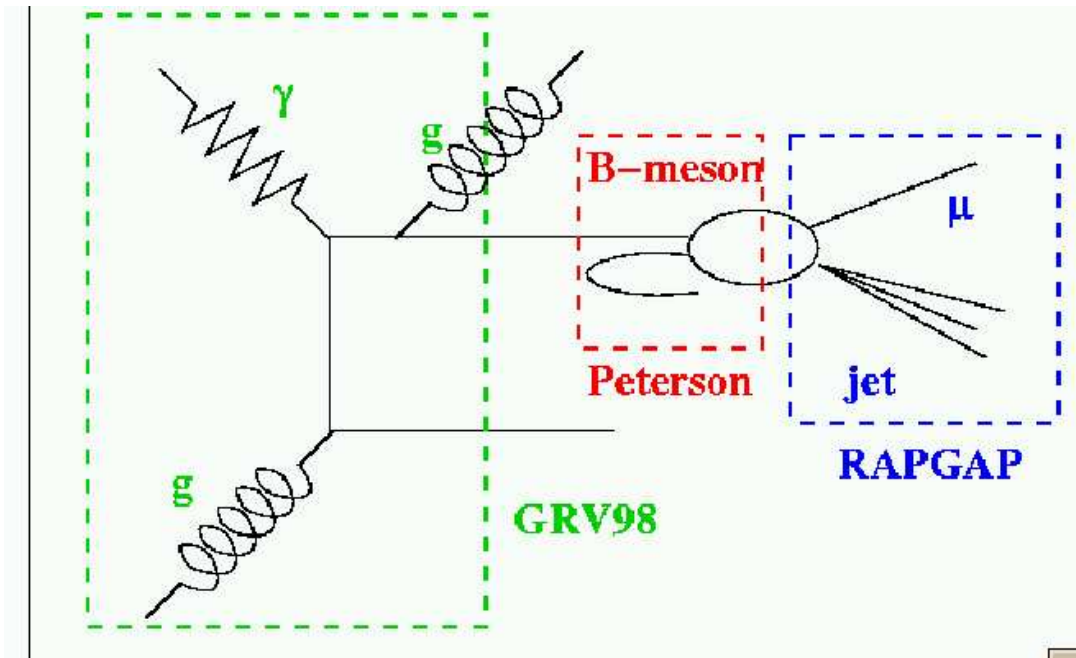 γ
g
B-meson
μ
Peterson
jet
RAPGAP
g
GRV98